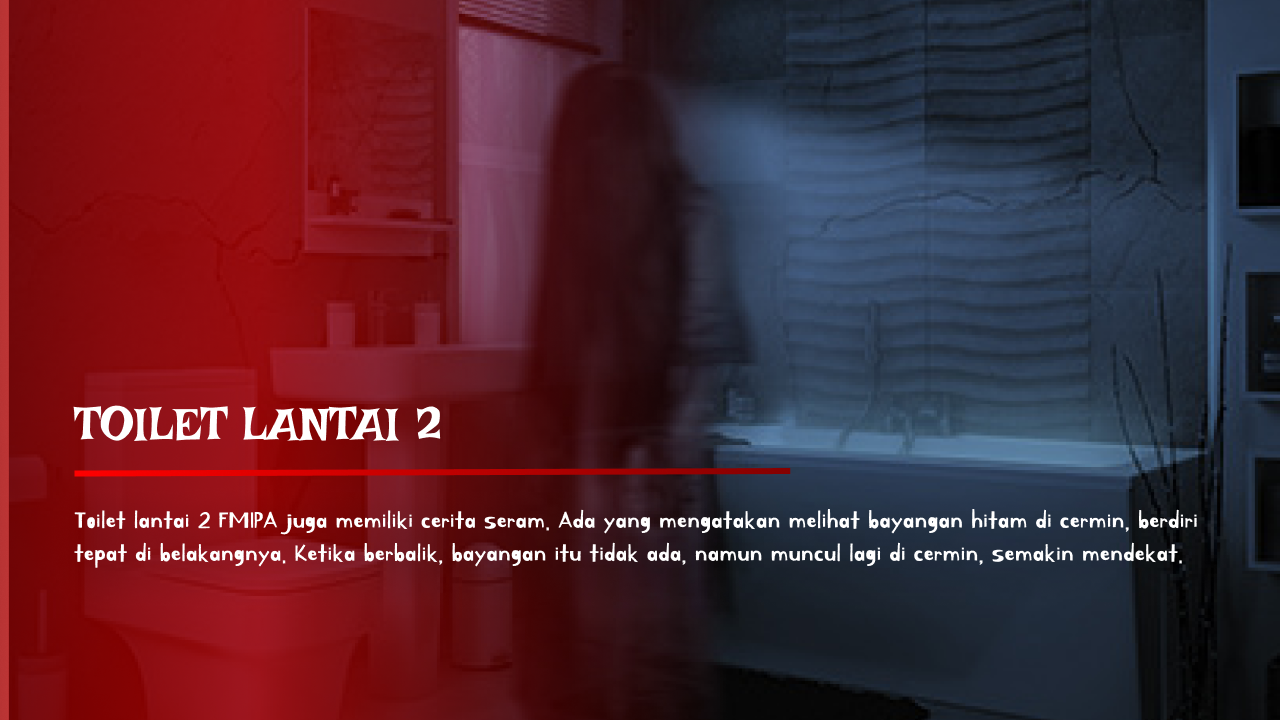 TOILET LANTAI 2
Toilet lantai 2 FMIPA juga memiliki cerita seram. Ada yang mengatakan melihat bayangan hitam di cermin, berdiri
tepat di belakangnya. Ketika berbalik, bayangan itu tidak ada, namun muncul lagi di cermin, semakin mendekat.